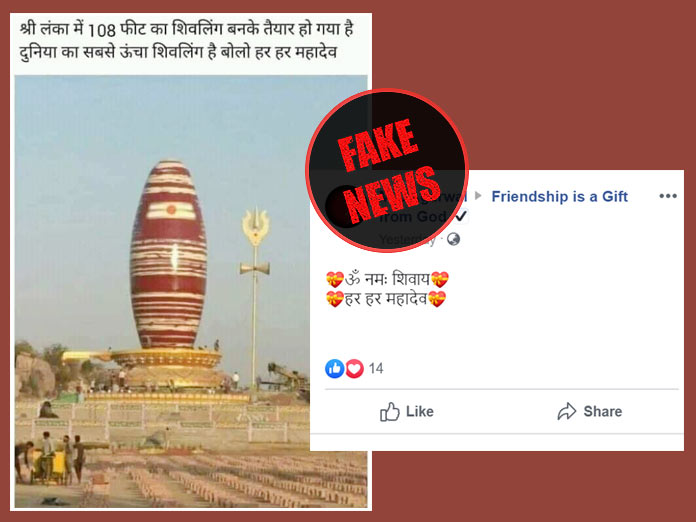 श्री लंका में 108 फीट का शिवलिंग बनके तैयार हो गया है
दुनिया का सबसे ऊंचा शिवलिंग है बोलो हर हर महादेव
FAKE
NEWS
Friendship is a Gift
from God
Yesterday
ॐ नमः शिवाय
हर हर महादेव
14
Like
Share